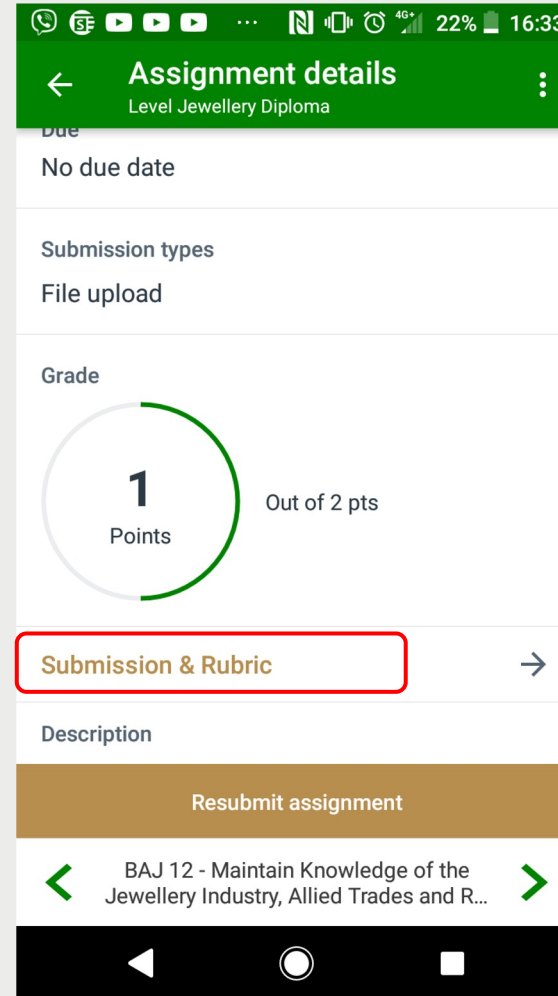 4G+ 22% 16:33
Assignment details
Level Jewellery Diploma
Due
No due date
Submission types
File upload
Grade
1
Points
Out of 2 pts
Submission & Rubric
Description
Resubmit assignment
BAJ 12 - Maintain Knowledge of the
Jewellery Industry, Allied Trades and R...